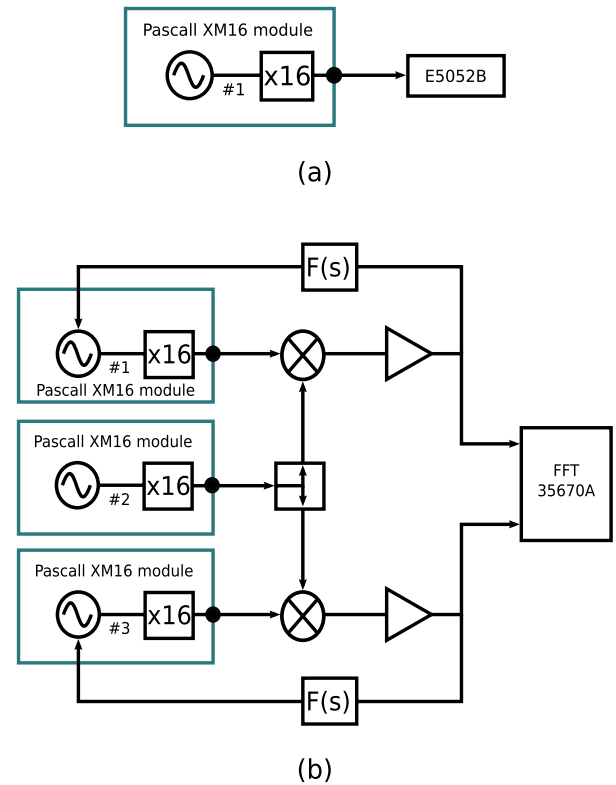 Pascall XM16 module
#1
x16
E5052B
(a)
F(s)
#1
x16
Pascall XM16 module
Pascall XM16 module
#2
x16
FFT
35670A
Pascall XM16 module
#3
x16
F(s)
(b)